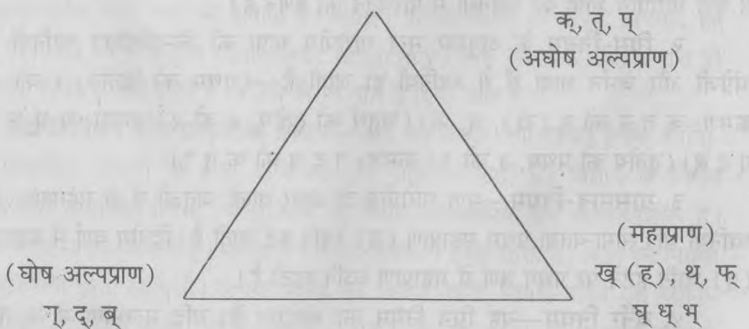 क्, त्, प्
(अघोष अल्पप्राण)
(महाप्राण)
ख् (ह्), थ्, फ्
घ् ध् भ्
(घोष अल्पप्राण)
ग्, द्, ब्